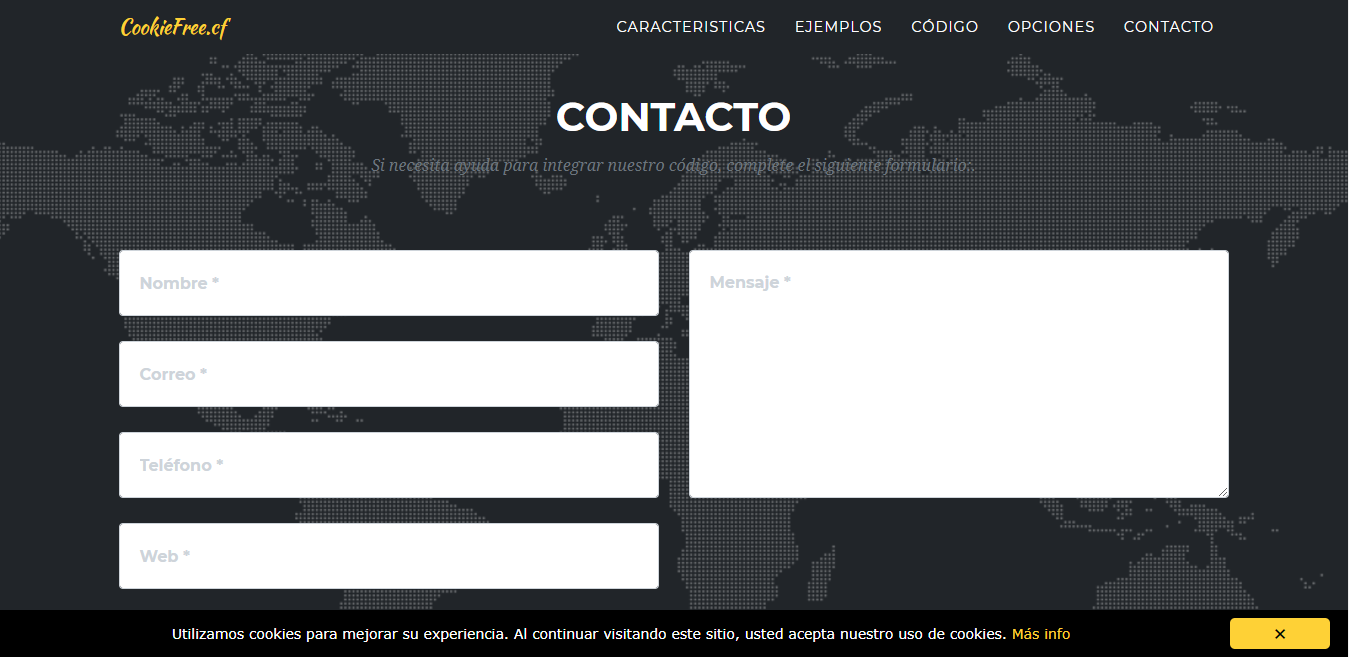 CookieFree.cf
CARACTERISTICAS EJEMPLOS CÓDIGO OPCIONES CONTACTO
CONTACTO
Si necesita ayuda para integrar nuestro código, complete el siguiente formulario:.
Nombre *
Correo *
Teléfono *
Web *
Mensaje *
Utilizamos cookies para mejorar su experiencia. Al continuar visitando este sitio, usted acepta nuestro uso de cookies. Más info
✕